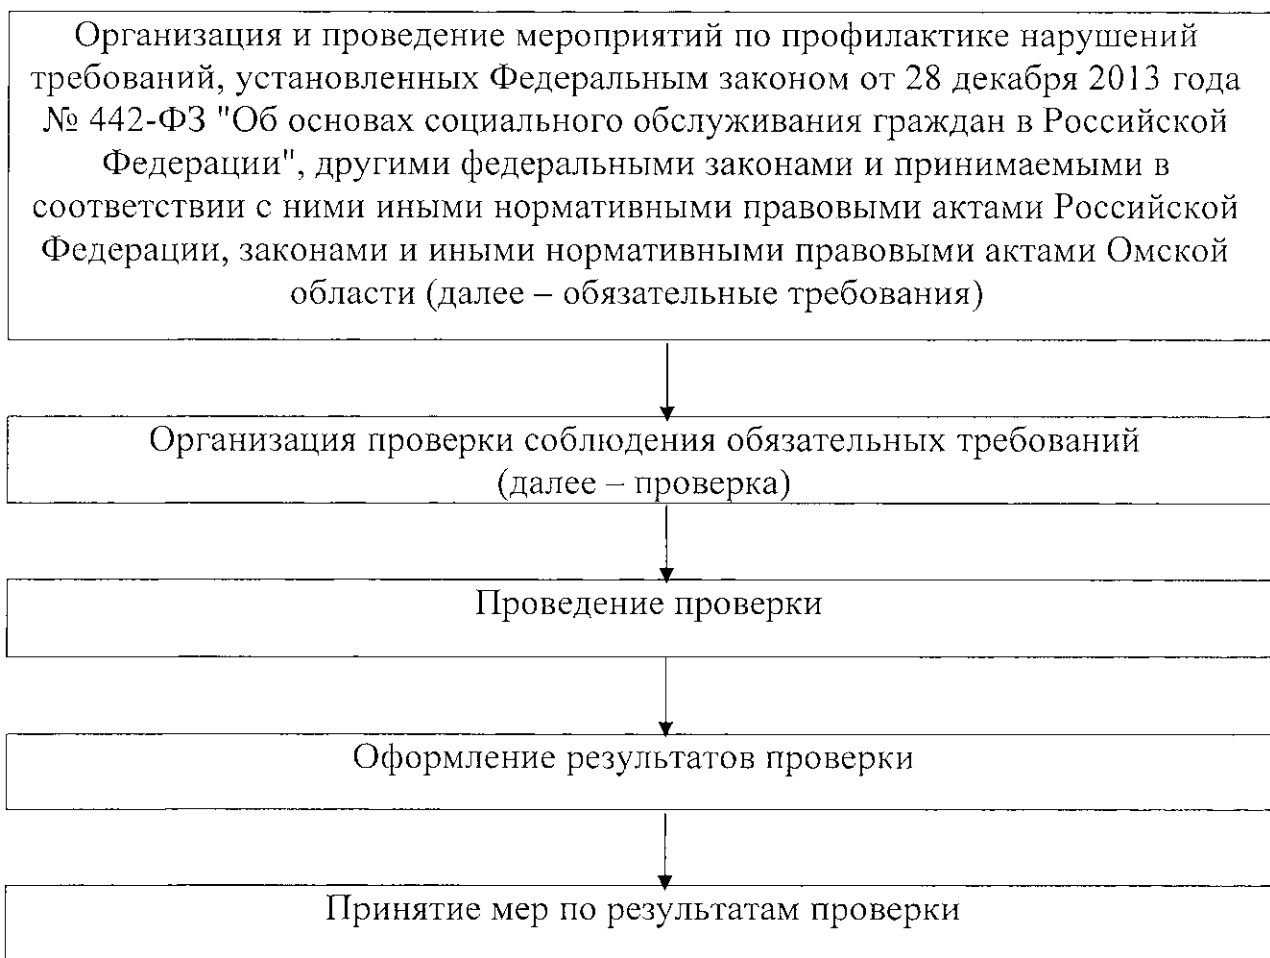 Организация и проведение мероприятий по профилактике нарушений
требований, установленных Федеральным законом от 28 декабря 2013 года
№ 442-ФЗ "Об основах социального обслуживания граждан в Российской
Федерации", другими федеральными законами и принимаемыми в
соответствии с ними иными нормативными правовыми актами Российской
Федерации, законами и иными нормативными правовыми актами Омской
области (далее – обязательные требования)
Организация проверки соблюдения обязательных требований
(далее – проверка)
Проведение проверки
Оформление результатов проверки
Принятие мер по результатам проверки